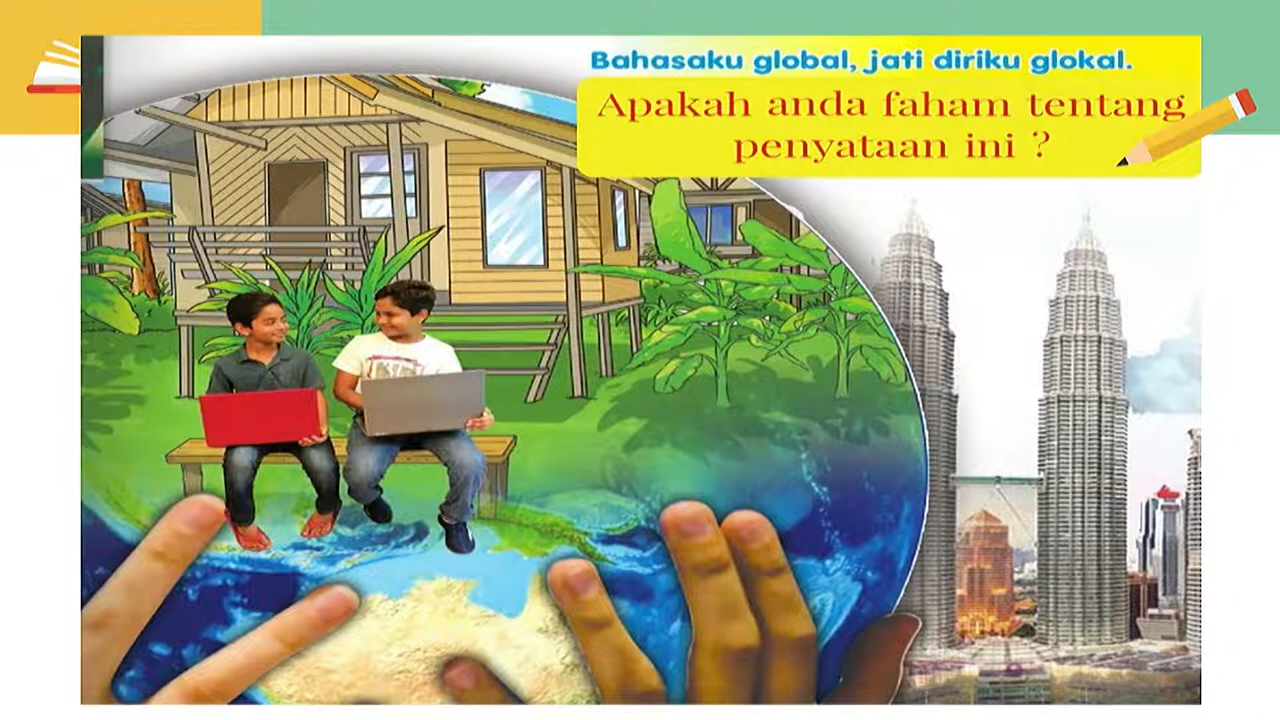 Bahasaku global, jati diriku glokal.
Apakah anda faham tentang
penyataan ini ?